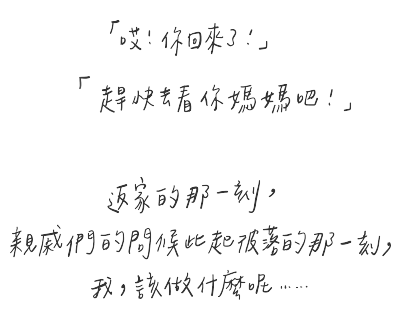 「哎！你回來了！」
「趕快去看你媽媽吧！」
返家的那一刻，
親戚們的問候此起彼落的那一刻，
我，該做什麼呢……